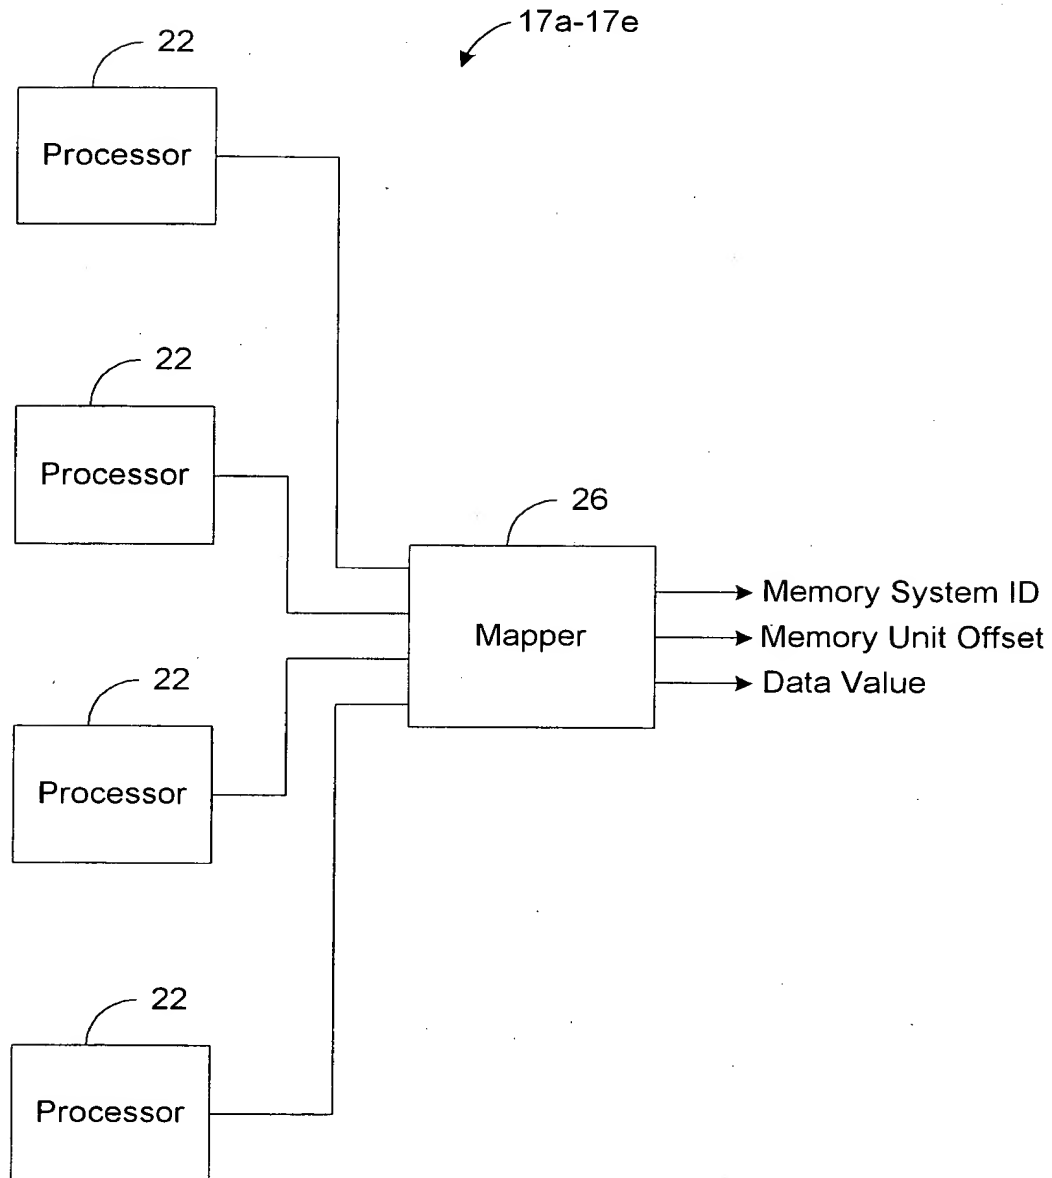 17a-17e
22
Processor
22
Processor
26
Mapper
Memory System ID
Memory Unit Offset
Data Value
22
Processor
22
Processor